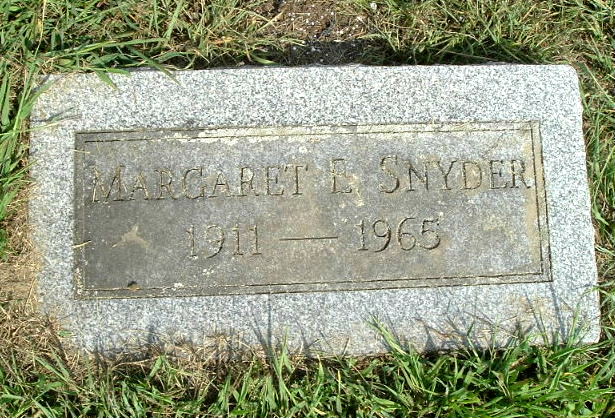 MARGARET E. SNYDER
1911 — 1965